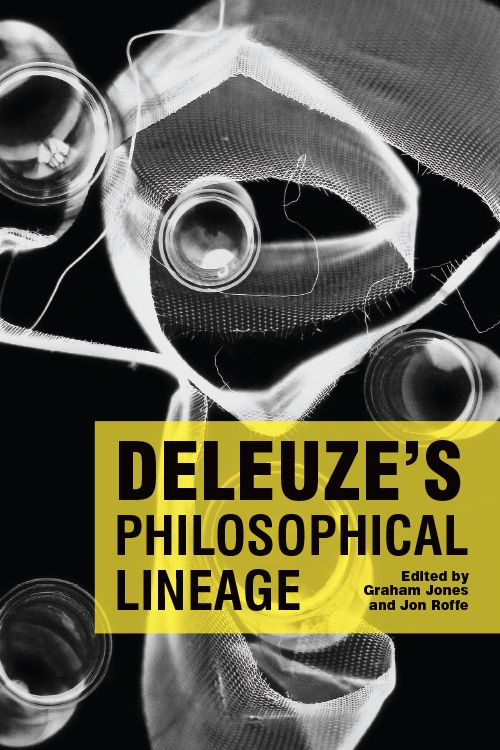 DELEUZE’S
PHILOSOPHICAL
LINEAGE
Edited by
Graham Jones
and Jon Roffe